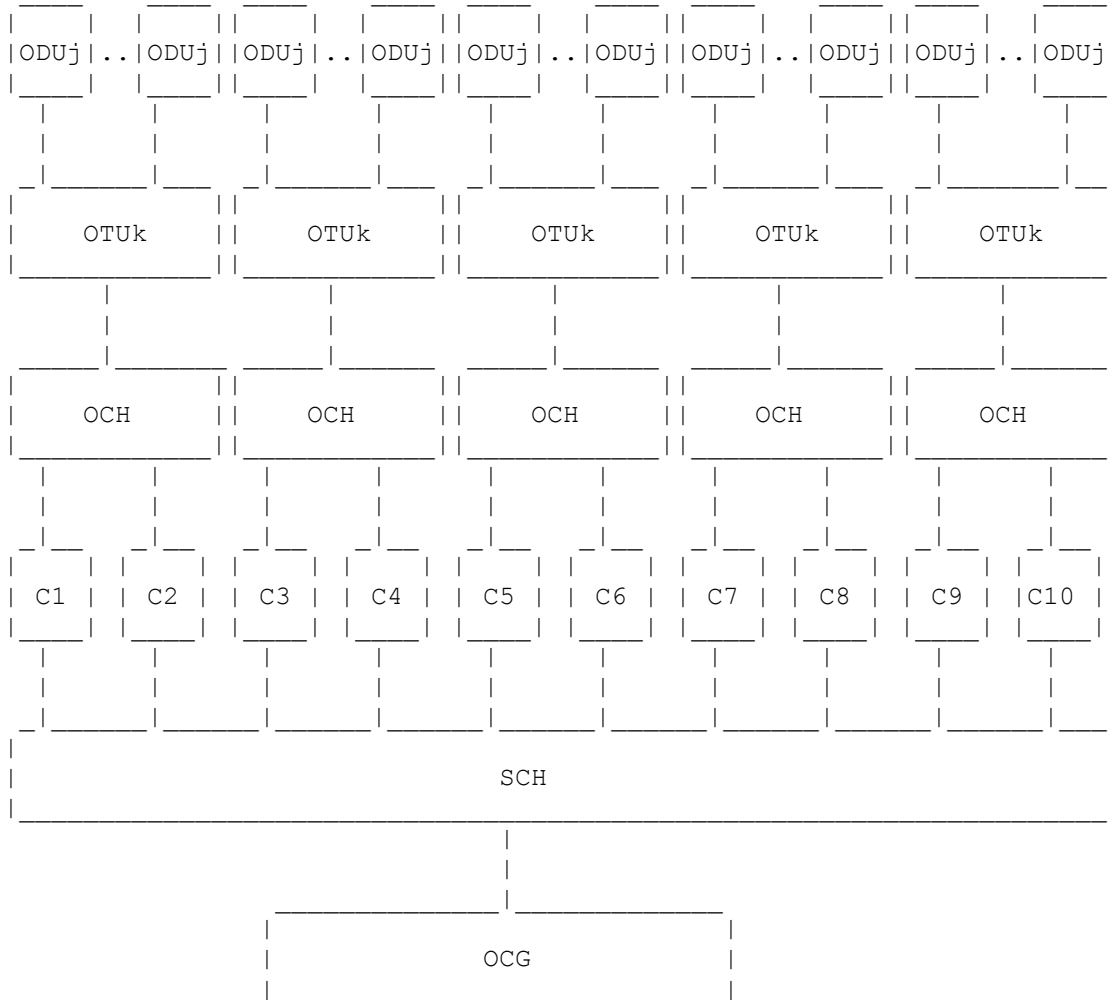 ODUj .. ODUj ODUj .. ODUj ODUj .. ODUj ODUj .. ODUj ODUj .. ODUj
OTUk OTUk OTUk OTUk OTUk
OCH OCH OCH OCH OCH
C1 C2 C3 C4 C5 C6 C7 C8 C9 C10
SCH
OCG